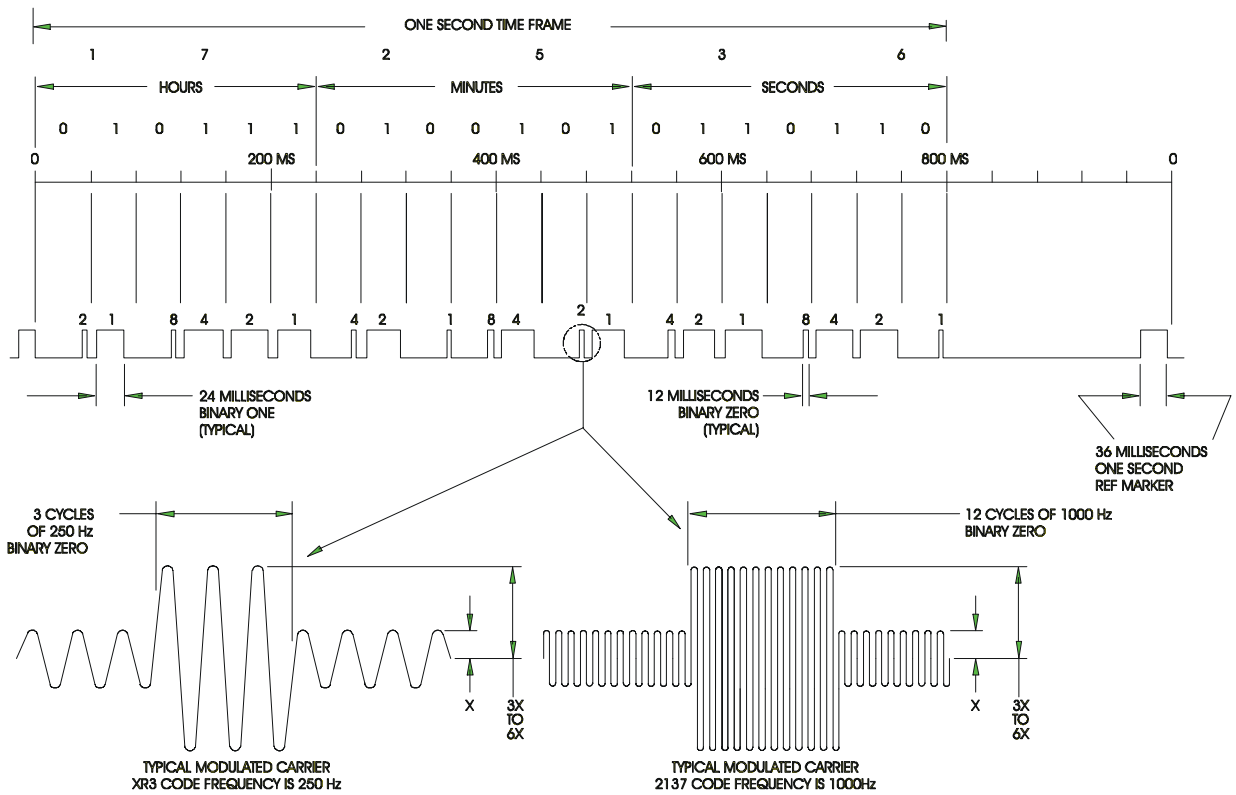 ONE SECOND TIME FRAME
1 7 2 5 3 6
HOURS MINUTES SECONDS
0 1 0 1 1 1 0 1 0 0 1 0 1 0 1 1 0 1 1 0
0 200 MS 400 MS 600 MS 800 MS 0
2 1 8 4 2 1 4 2 1 8 4 2 1 4 2 1 8 4 2 1
24 MILLISECONDS
BINARY ONE
(TYPICAL)
12 MILLISECONDS
BINARY ZERO
(TYPICAL)
36 MILLISECONDS
ONE SECOND
REF MARKER
3 CYCLES
OF 250 Hz
BINARY ZERO
12 CYCLES OF 1000 Hz
BINARY ZERO
X
3X
TO
6X
X
3X
TO
6X
TYPICAL MODULATED CARRIER
XR3 CODE FREQUENCY IS 250 Hz
TYPICAL MODULATED CARRIER
2137 CODE FREQUENCY IS 1000Hz